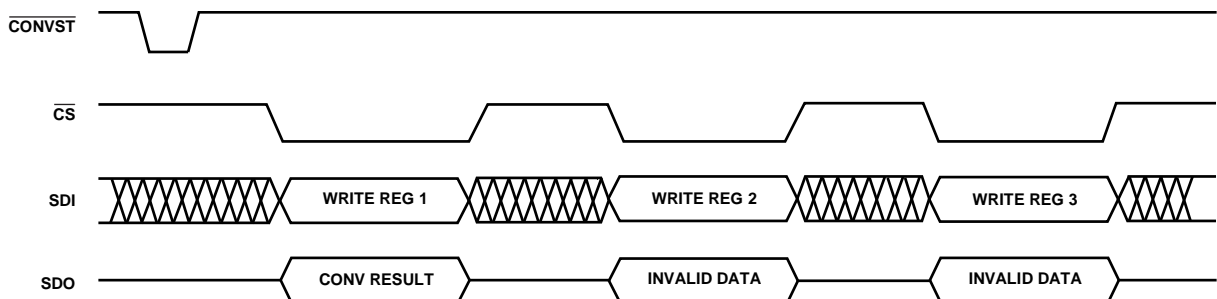 CONVST
CS
SDI WRITE REG 1 WRITE REG 2 WRITE REG 3
SDO CONV RESULT INVALID DATA INVALID DATA